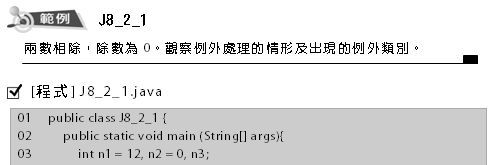 範例 J8_2_1
兩數相除，除數為 0。觀察例外處理的情形及出現的例外類別。
[程式] J8_2_1.java
01 public class J8_2_1 {
02 public static void main (String[] args){
03 int n1 = 12, n2 = 0, n3;